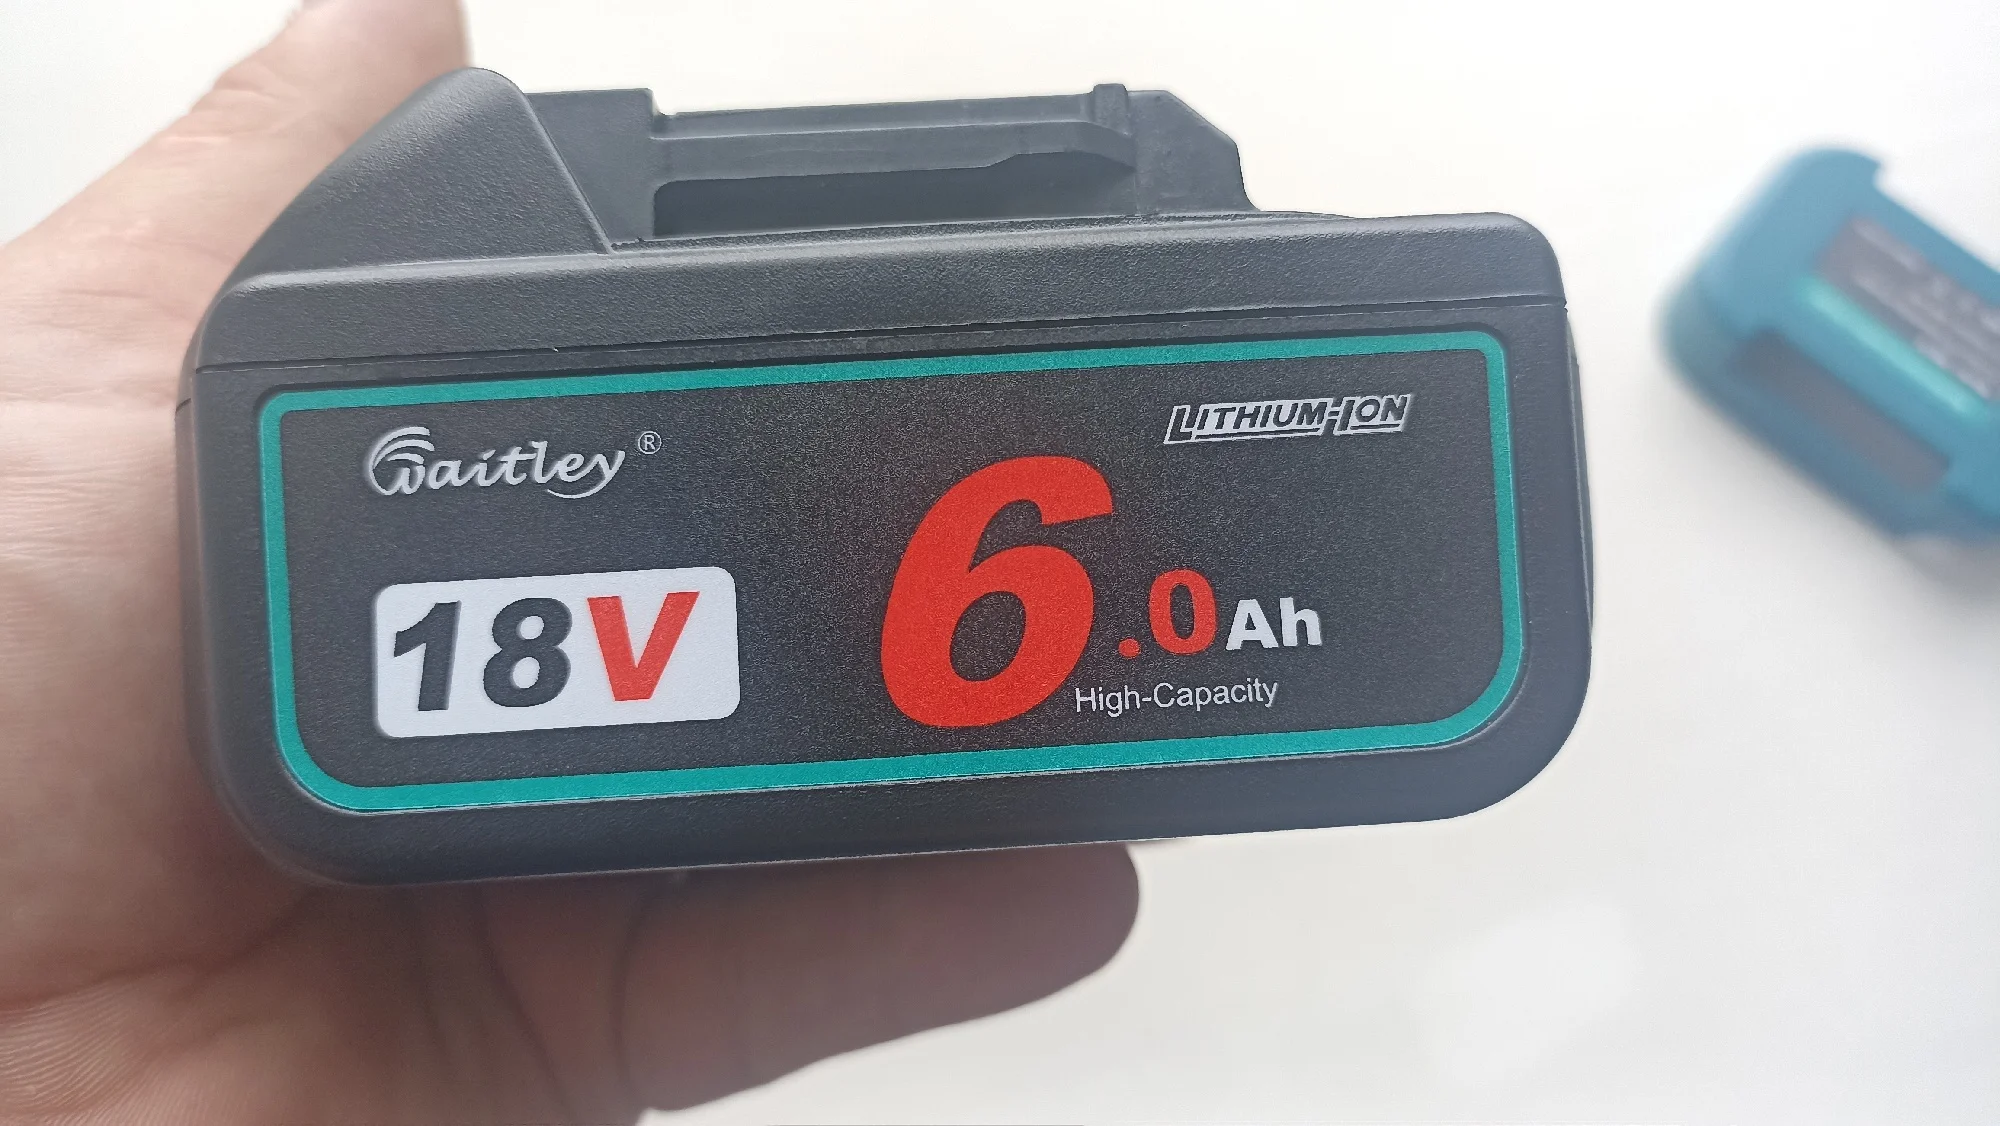 waitley®
LITHIUM-ION
18V
6.0Ah
High-Capacity